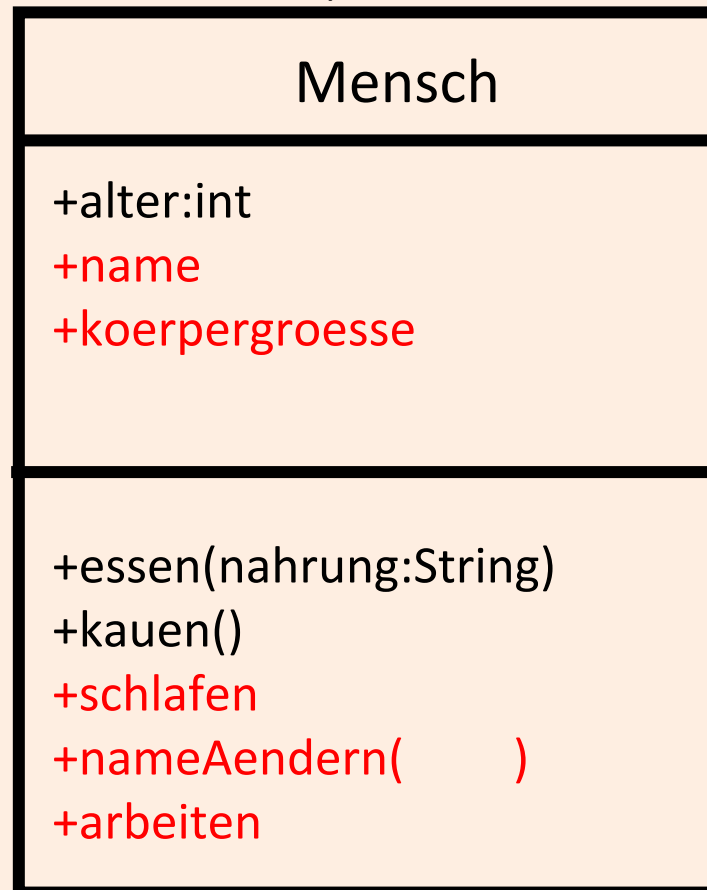 Mensch
+alter:int
+name
+koerpergroesse
+essen(nahrung:String)
+kauen()
+schlafen
+nameAendern( )
+arbeiten